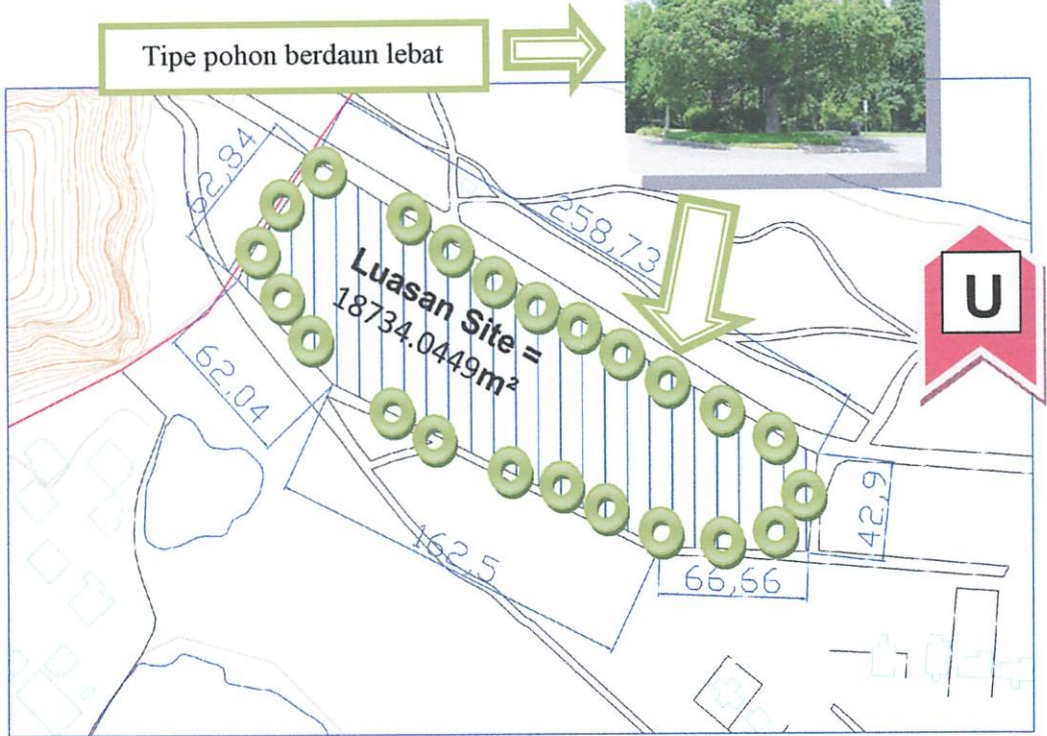 Tipe pohon berdaun lebat
62,84
258,73
Luasan Site =
18734.0449m²
U
62.04
162.5
42,9
66,66